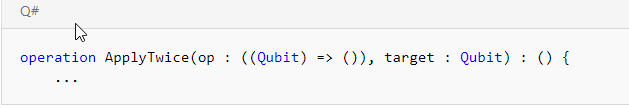 Q#
operation ApplyTwice(op : ((Qubit) => ()), target : Qubit) : () {
...